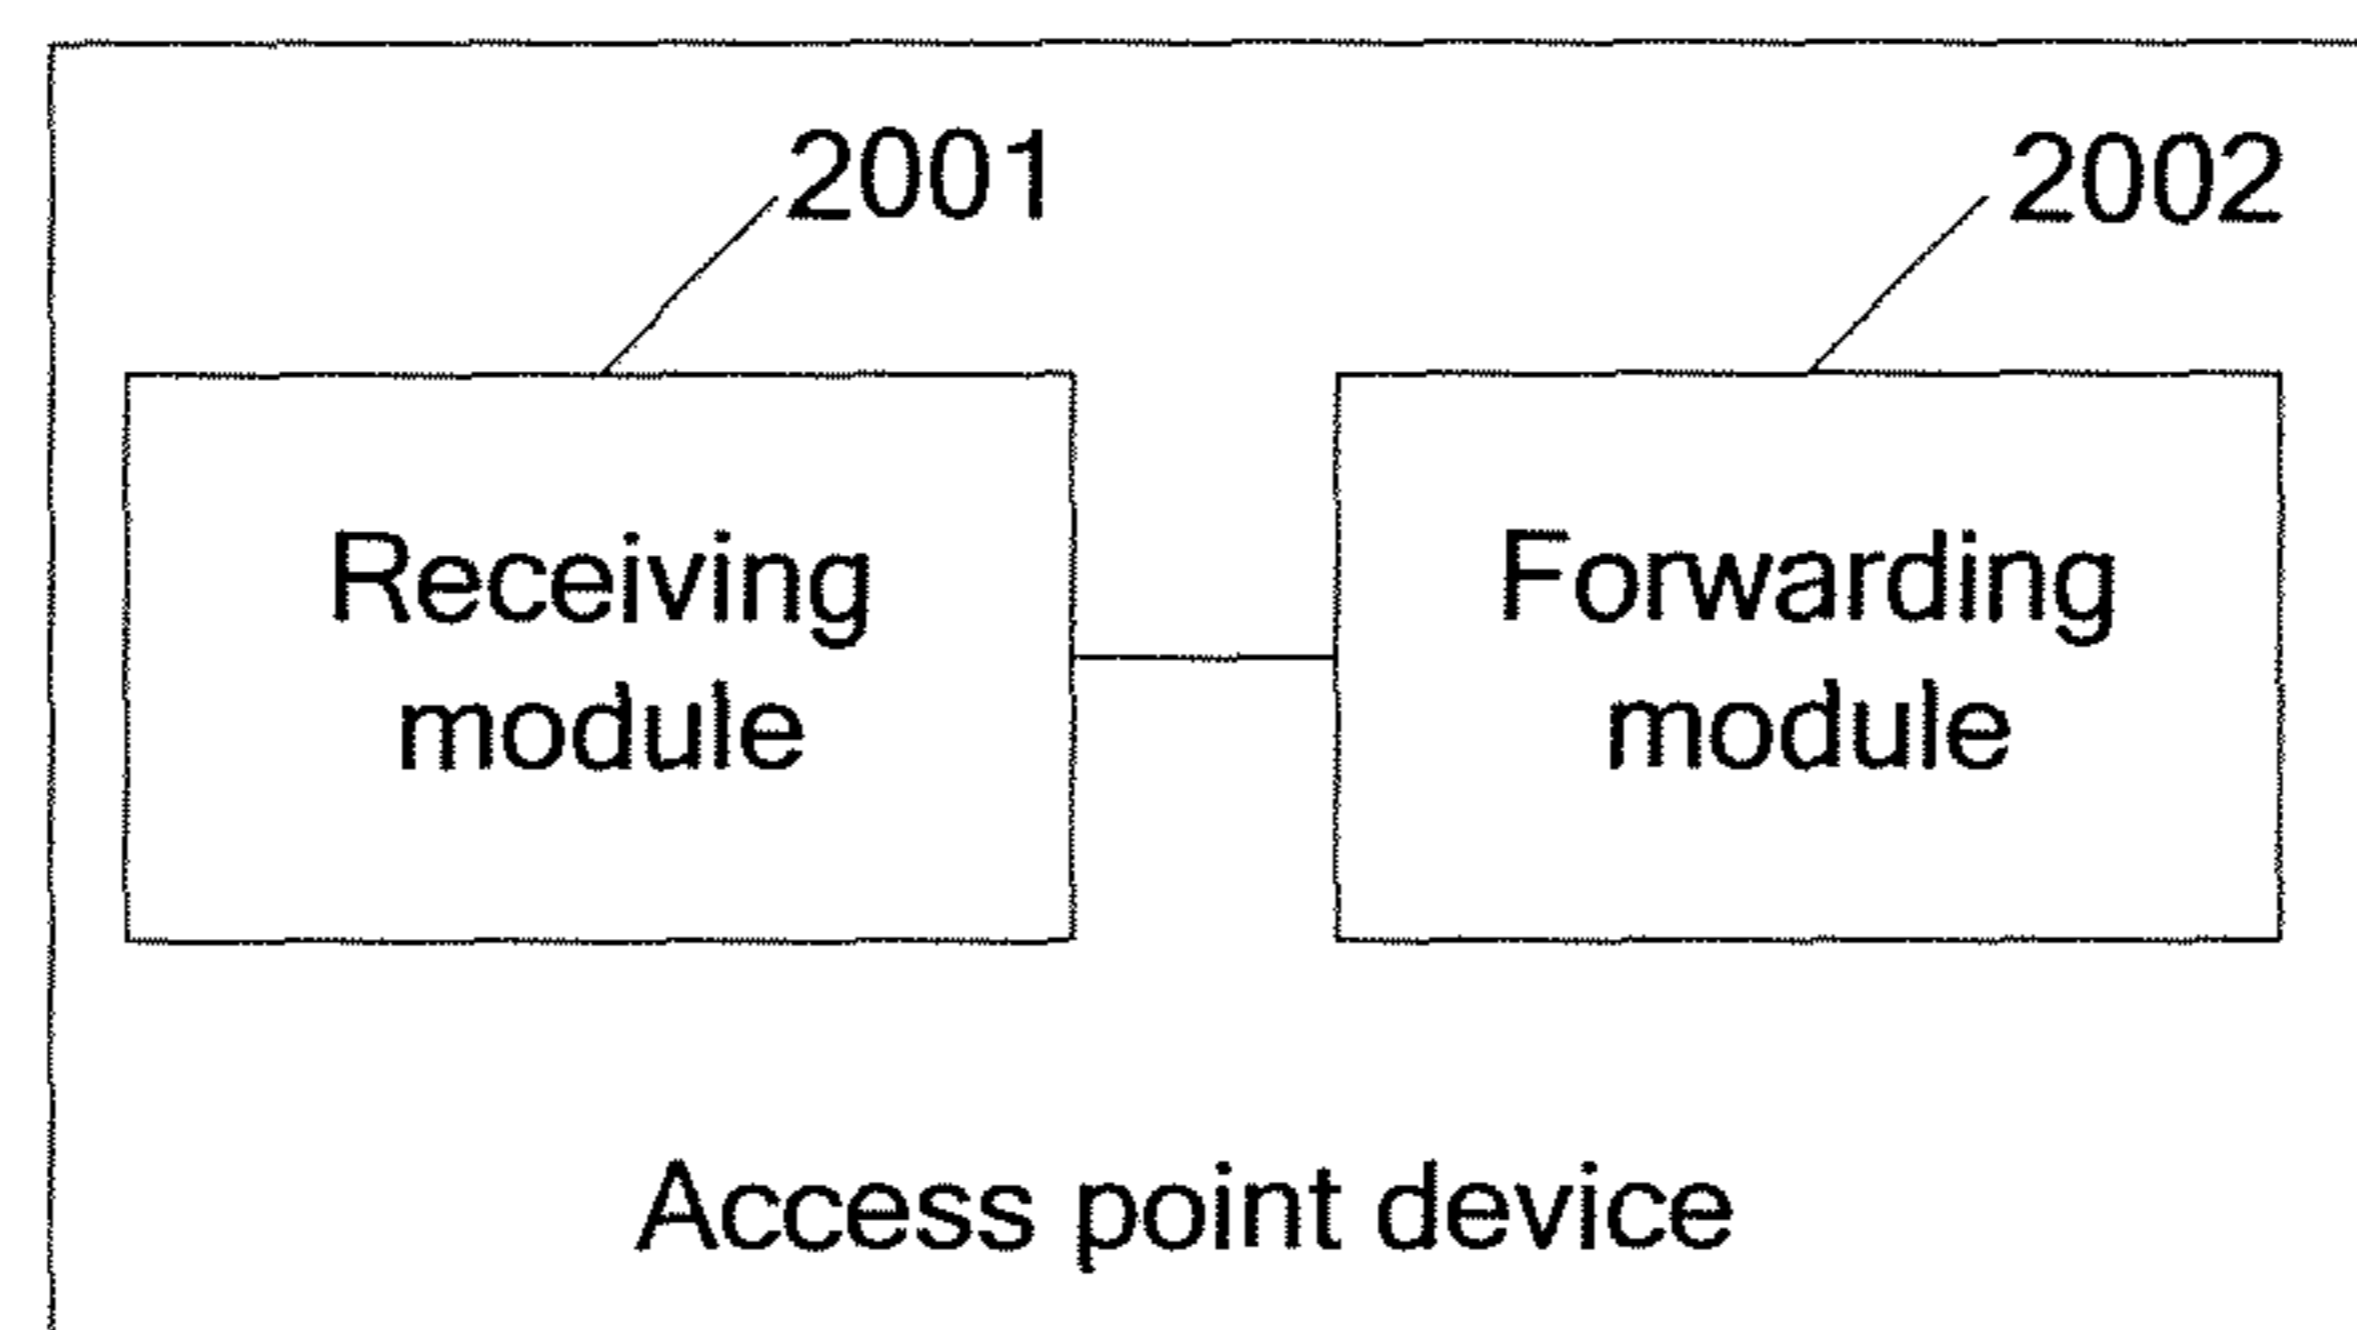 2001
2002
Receiving
module
Forwarding
module
Access point device